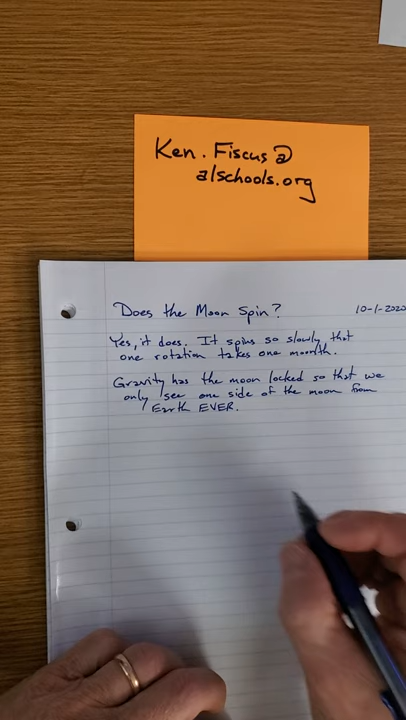 Ken.Fiscus@
alschools.org
Does the Moon Spin?
10-1-2020
Yes, it does. It spins so slowly that
one rotation takes one month.
Gravity has the moon locked so that we
only see one side of the moon from
Earth EVER.